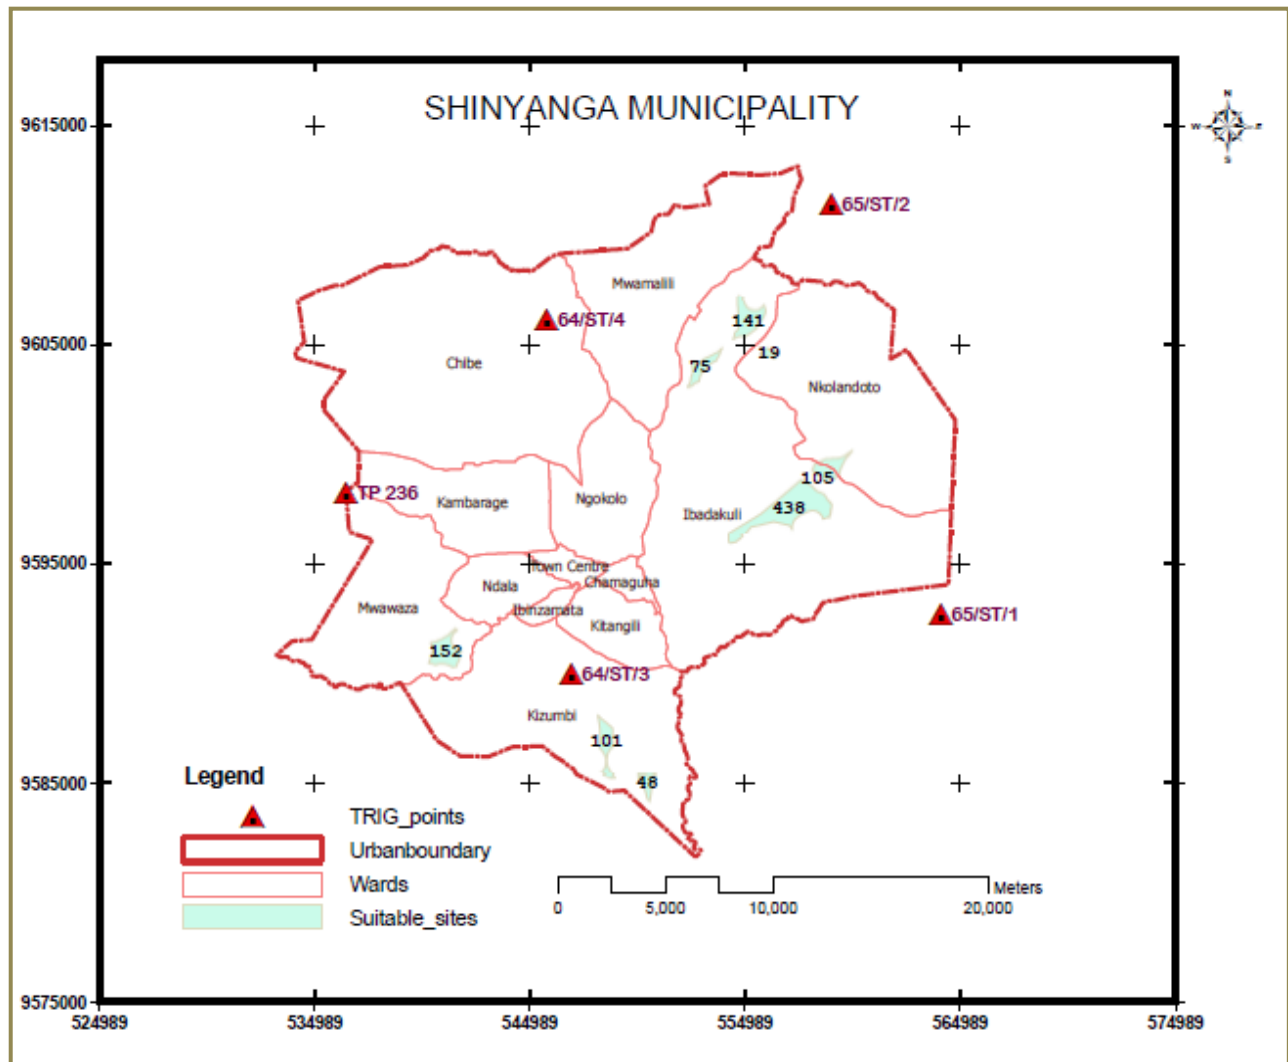 SHINYANGA MUNICIPALITY
N
W
E
S
9615000
65/ST/2
Mwamalili
64/ST/4
141
9605000
19
Chibe
75
Nkolandoto
105
TP 236
Kambarage
Ngokolo
438
Ibadakuli
9595000
Town Centre
Chamaguha
Ndala
Mwawaza
Ibinzamata
65/ST/1
Kitangili
152
64/ST/3
Kizumbi
101
9585000
48
Legend
TRIG_points
Urbanboundary
Wards
Suitable_sites
Meters
0 5,000 10,000 20,000
9575000
524989 534989 544989 554989 564989 574989